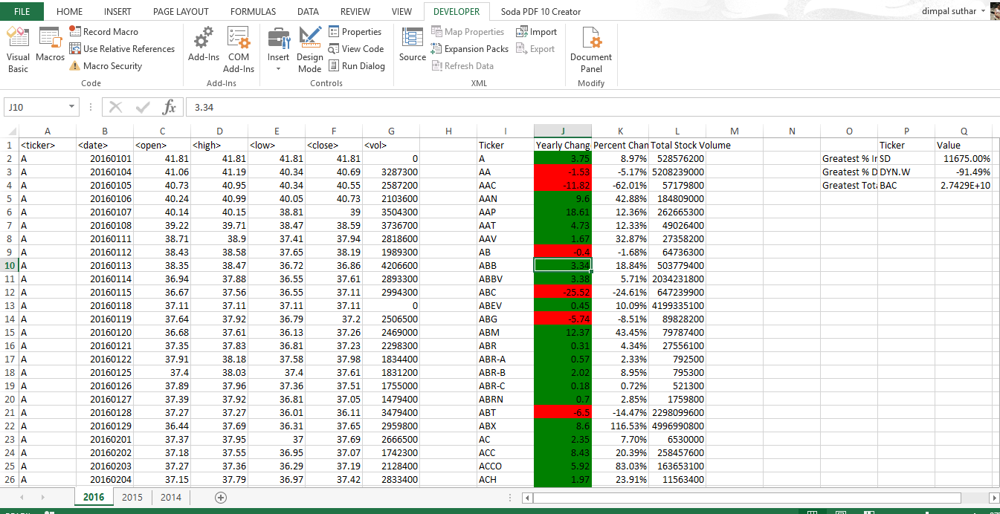 FILE HOME INSERT PAGE LAYOUT FORMULAS DATA REVIEW VIEW DEVELOPER Soda PDF 10 Creator dimpal suthar
Visual Basic
Macros
Record Macro
Use Relative References
Macro Security
Code
Add-Ins
COM Add-Ins
Add-Ins
Insert
Design Mode
Properties
View Code
Run Dialog
Controls
Source
Map Properties
Expansion Packs
Refresh Data
Import
Export
XML
Document Panel
Modify
J10 fx 3.34
A B C D E F G H I J K L M N O P Q
1 <ticker> <date> <open> <high> <low> <close> <vol> Ticker Yearly Chang Percent Chan Total Stock Volume Ticker Value
2 A 20160101 41.81 41.81 41.81 41.81 0 A 3.75 8.97% 528576200 Greatest % Ir SD 11675.00%
3 A 20160104 41.06 41.19 40.34 40.69 3287300 AA -1.53 -5.17% 5208239000 Greatest % D DYN.W -91.49%
4 A 20160105 40.73 40.95 40.34 40.55 2587200 AAC -11.82 -62.01% 57179800 Greatest Tot BAC 2.7429E+10
5 A 20160106 40.24 40.99 40.05 40.73 2103600 AAN 9.6 42.88% 184809000
6 A 20160107 40.14 40.15 38.81 39 3504300 AAP 18.61 12.36% 262665300
7 A 20160108 39.22 39.71 38.47 38.59 3736700 AAT 4.73 12.33% 49026400
8 A 20160111 38.71 38.9 37.41 37.94 2818600 AAV 1.67 32.87% 27358200
9 A 20160112 38.43 38.58 37.65 38.19 1989300 AB -0.4 -1.68% 64736300
10 A 20160113 38.35 38.47 36.72 36.86 4206600 ABB 3.34 18.84% 503779400
11 A 20160114 36.94 37.88 36.55 37.61 2893300 ABBV 3.38 5.71% 2034231800
12 A 20160115 36.67 37.56 36.55 37.11 2994300 ABC -25.52 -24.61% 647239900
13 A 20160118 37.11 37.11 37.11 37.11 0 ABEV 0.45 10.09% 4199335100
14 A 20160119 37.64 37.92 36.79 37.2 2506500 ABG -5.74 -8.51% 89828200
15 A 20160120 36.68 37.61 36.13 37.26 2469000 ABM 12.37 43.45% 79787400
16 A 20160121 37.35 37.83 36.81 37.23 2298300 ABR 0.31 4.34% 27556100
17 A 20160122 37.91 38.18 37.58 37.98 1834400 ABR-A 0.57 2.33% 792500
18 A 20160125 37.4 38.03 37.4 37.61 1831200 ABR-B 2.02 8.95% 795300
19 A 20160126 37.89 37.96 37.36 37.51 1755000 ABR-C 0.18 0.72% 521300
20 A 20160127 37.39 37.92 36.81 37.05 1479400 ABRN 0.7 2.85% 1759800
21 A 20160128 37.27 37.27 36.01 36.11 3479400 ABT -6.5 -14.47% 2298099600
22 A 20160129 36.44 37.69 36.31 37.65 2959800 ABX 8.6 116.53% 4996990800
23 A 20160201 37.37 37.95 37 37.69 2666500 AC 2.35 7.70% 6530000
24 A 20160202 37.18 37.55 36.95 37.07 1742300 ACC 8.43 20.39% 258457600
25 A 20160203 37.27 37.36 36.29 37.19 2128400 ACCO 5.92 83.03% 163653100
26 A 20160204 37.15 37.79 36.97 37.42 2833400 ACH 1.97 23.91% 11563400
2016 2015 2014